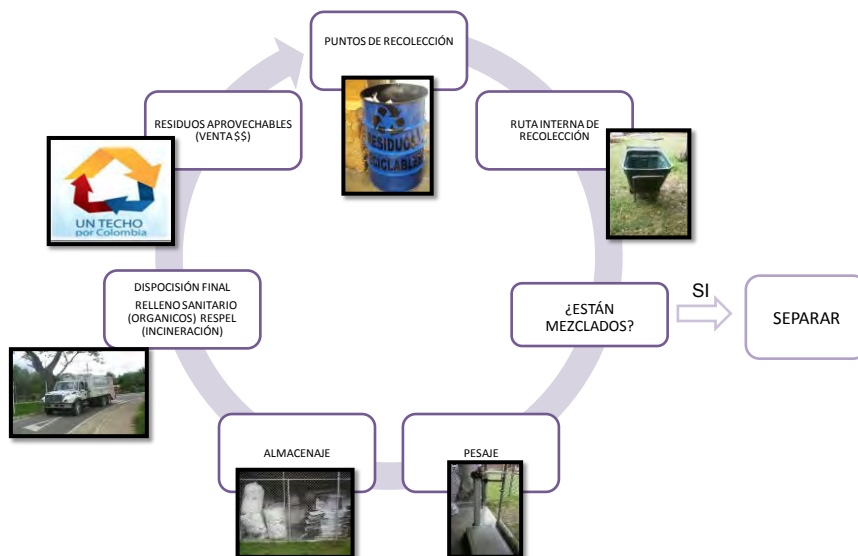 PUNTOS DE RECOLECCIÓN
RESIDUOS
RECICLABLES
RUTA INTERNA DE
RECOLECCIÓN
¿ESTÁN
MEZCLADOS?
SI
SEPARAR
PESAJE
ALMACENAJE
DISPOCISIÓN FINAL
RELLENO SANITARIO
(ORGANICOS) RESPEL
(INCINERACIÓN)
RESIDUOS APROVECHABLES
(VENTA $$)
UN TECHO
por Colombia